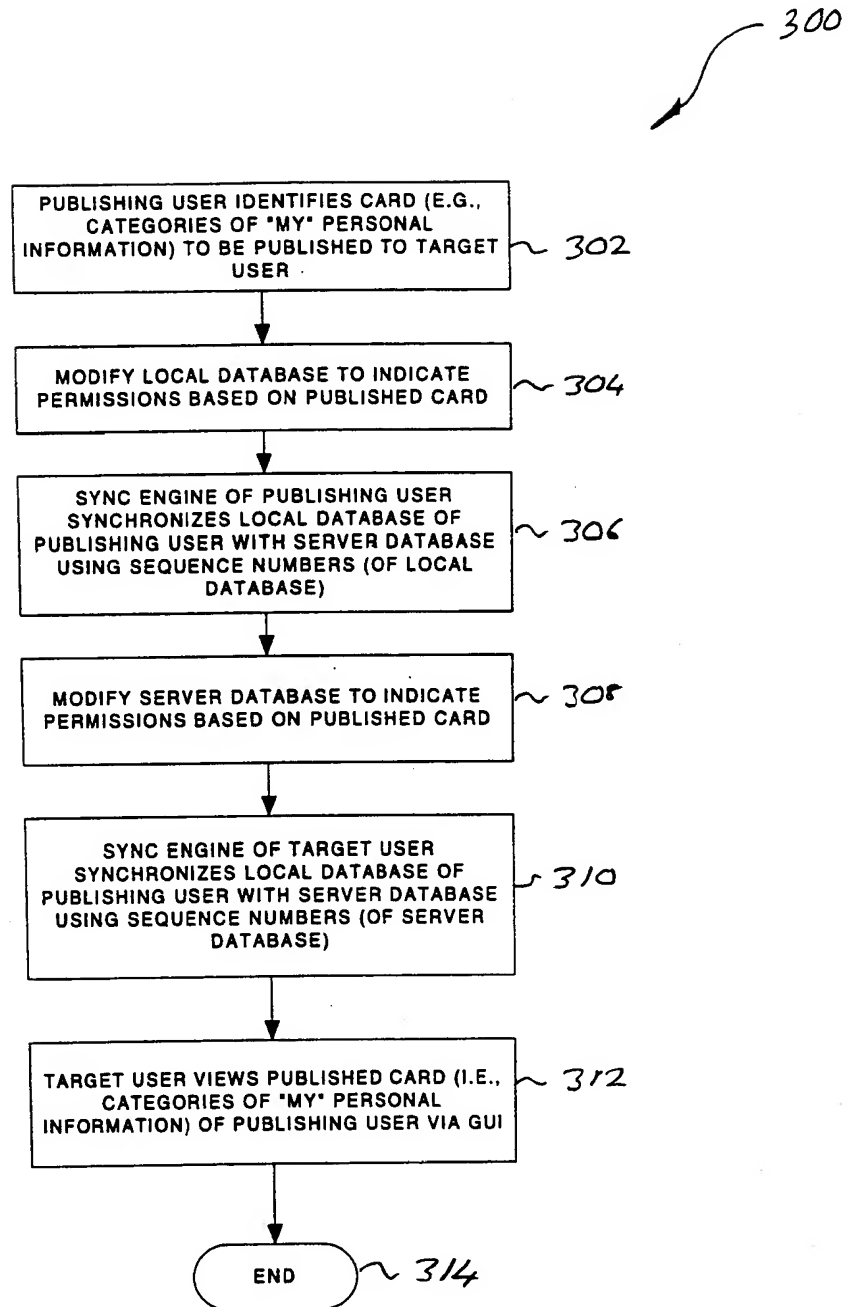 300
PUBLISHING USER IDENTIFIES CARD (E.G.,
CATEGORIES OF "MY" PERSONAL
INFORMATION) TO BE PUBLISHED TO TARGET
USER
302
MODIFY LOCAL DATABASE TO INDICATE
PERMISSIONS BASED ON PUBLISHED CARD
304
SYNC ENGINE OF PUBLISHING USER
SYNCHRONIZES LOCAL DATABASE OF
PUBLISHING USER WITH SERVER DATABASE
USING SEQUENCE NUMBERS (OF LOCAL
DATABASE)
306
MODIFY SERVER DATABASE TO INDICATE
PERMISSIONS BASED ON PUBLISHED CARD
308
SYNC ENGINE OF TARGET USER
SYNCHRONIZES LOCAL DATABASE OF
PUBLISHING USER WITH SERVER DATABASE
USING SEQUENCE NUMBERS (OF SERVER
DATABASE)
310
TARGET USER VIEWS PUBLISHED CARD (I.E.,
CATEGORIES OF "MY" PERSONAL
INFORMATION) OF PUBLISHING USER VIA GUI
312
END
314